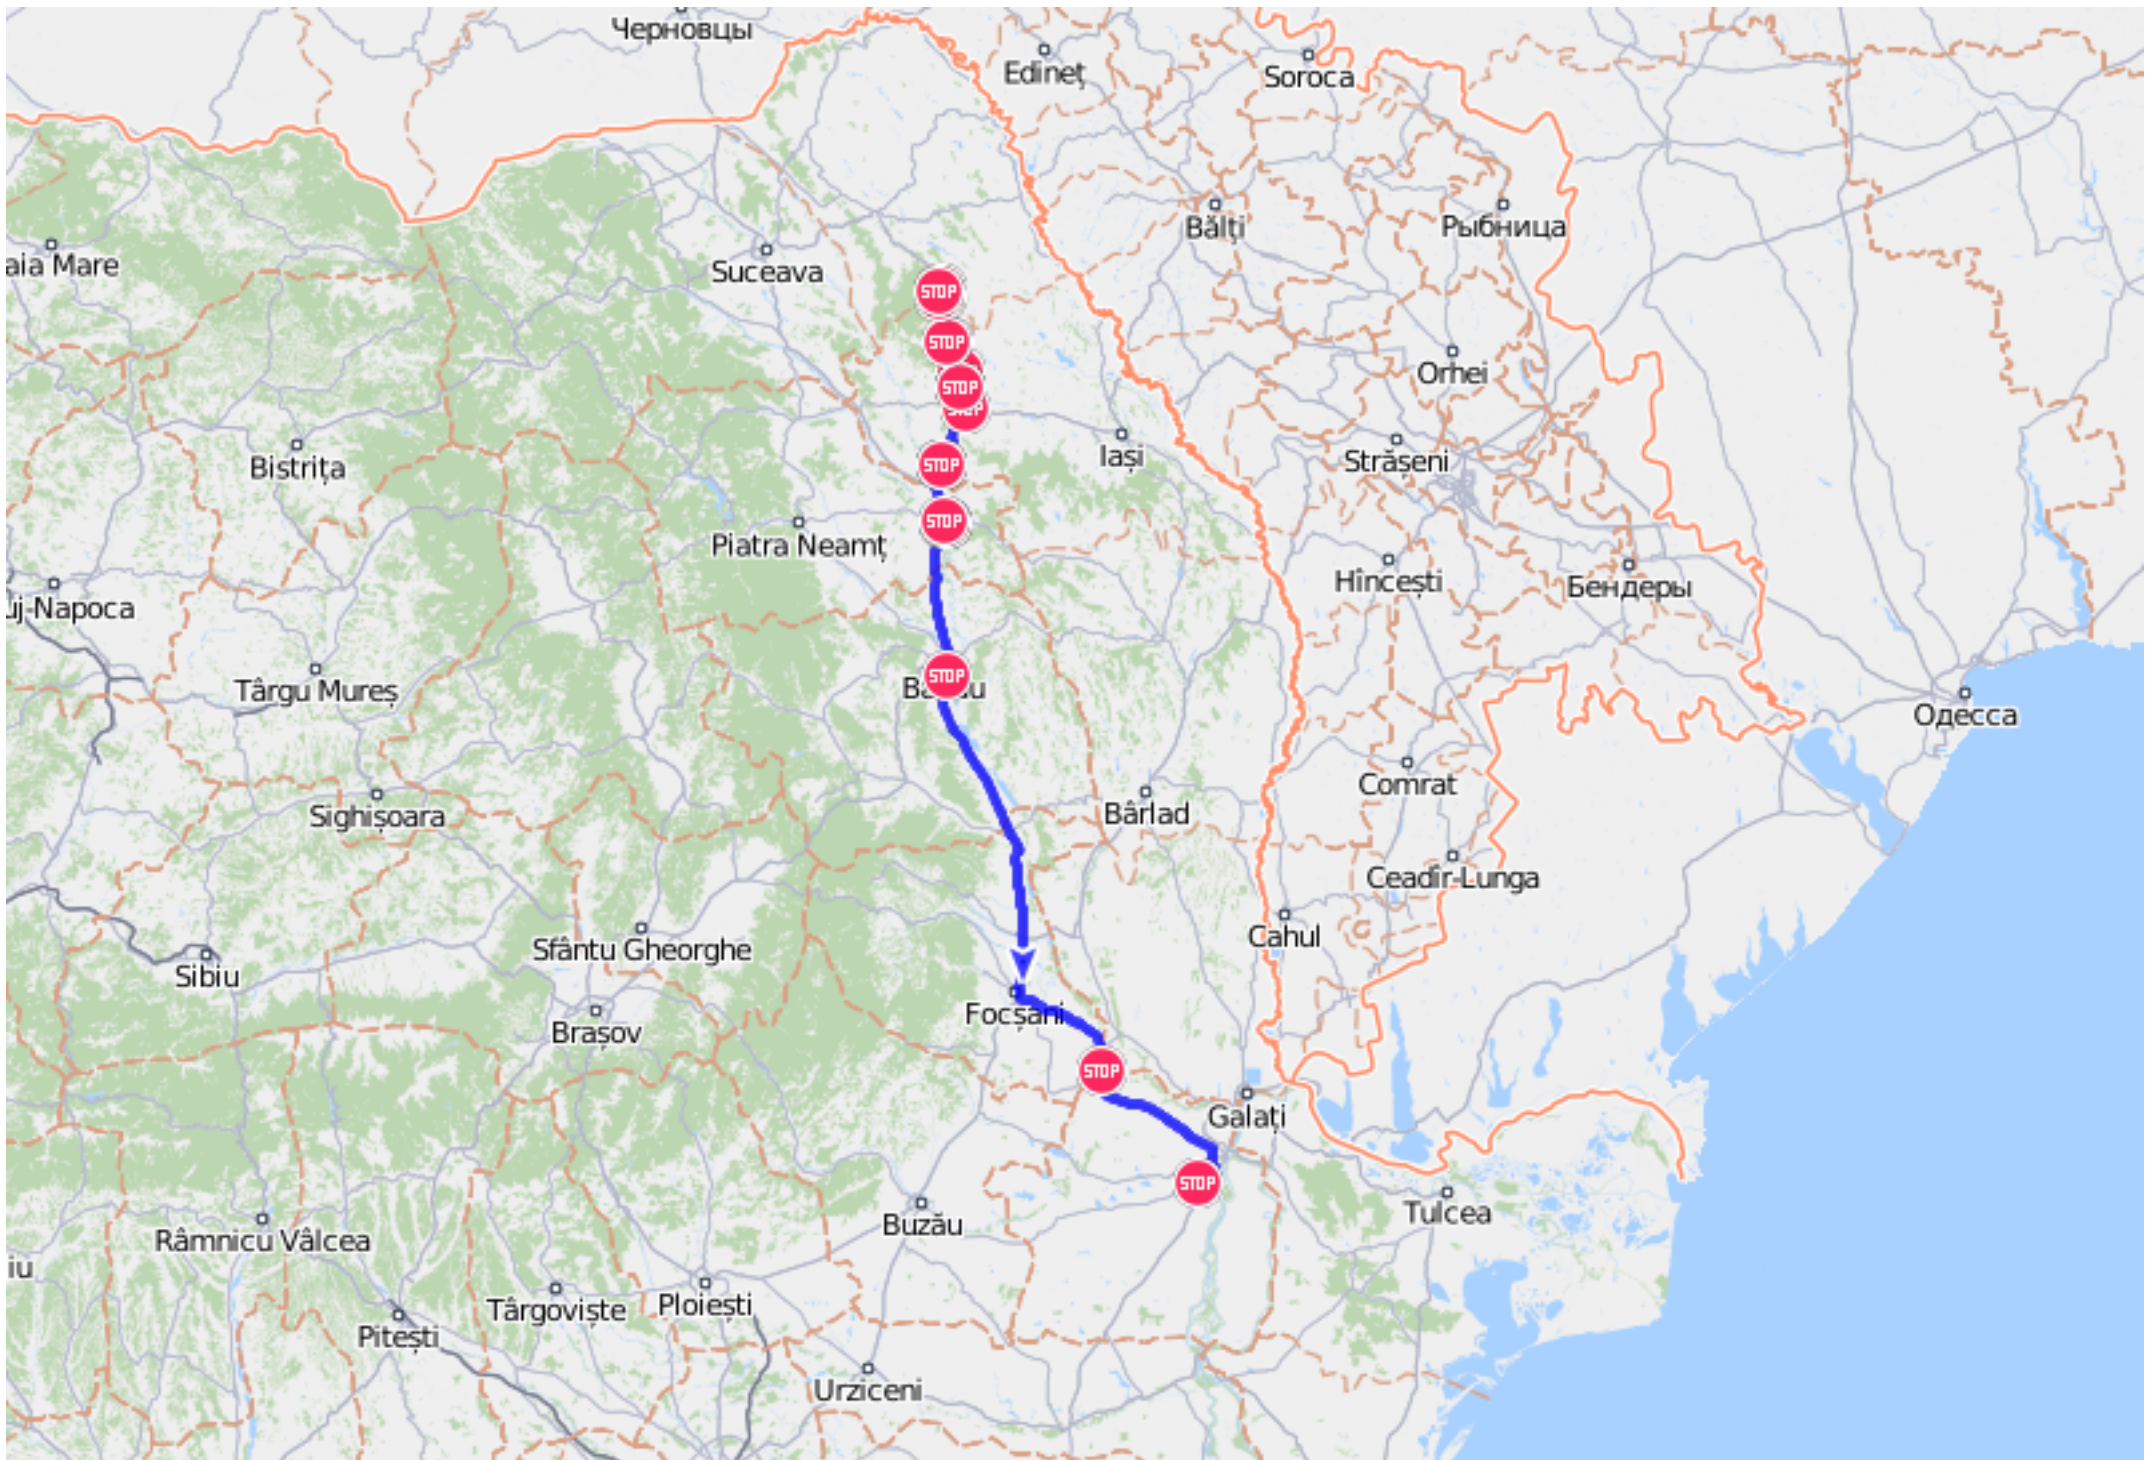 Черновцы
Edineț
Soroca
Bălți
Рыбница
aia Mare
Suceava
STOP
STOP
Orhei
STOP
STOP
Iași
Bistrița
STOP
Strășeni
STOP
Piatra Neamț
Hîncești
Бендеры
uj-Napoca
Târgu Mureș
STOP
Одесса
Comrat
Sighișoara
Bârlad
Ceadîr-Lunga
Sfântu Gheorghe
Cahul
Sibiu
Focșani
Brașov
STOP
Galați
STOP
Tulcea
Buzău
Râmnicu Vâlcea
iu
Târgoviște
Ploiești
Pitești
Urziceni